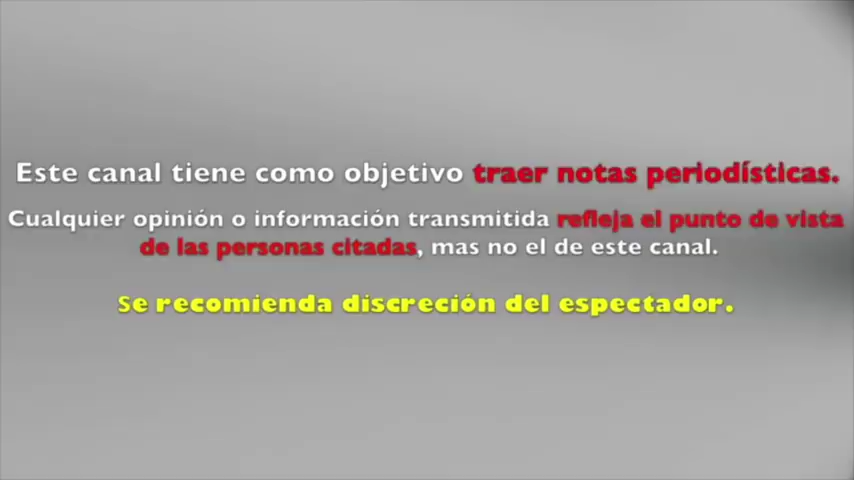 Este canal tiene como objetivo traer notas periodísticas.
Cualquier opinión o información transmitida refleja el punto de vista
de las personas citadas, mas no el de este canal.
Se recomienda discreción del espectador.